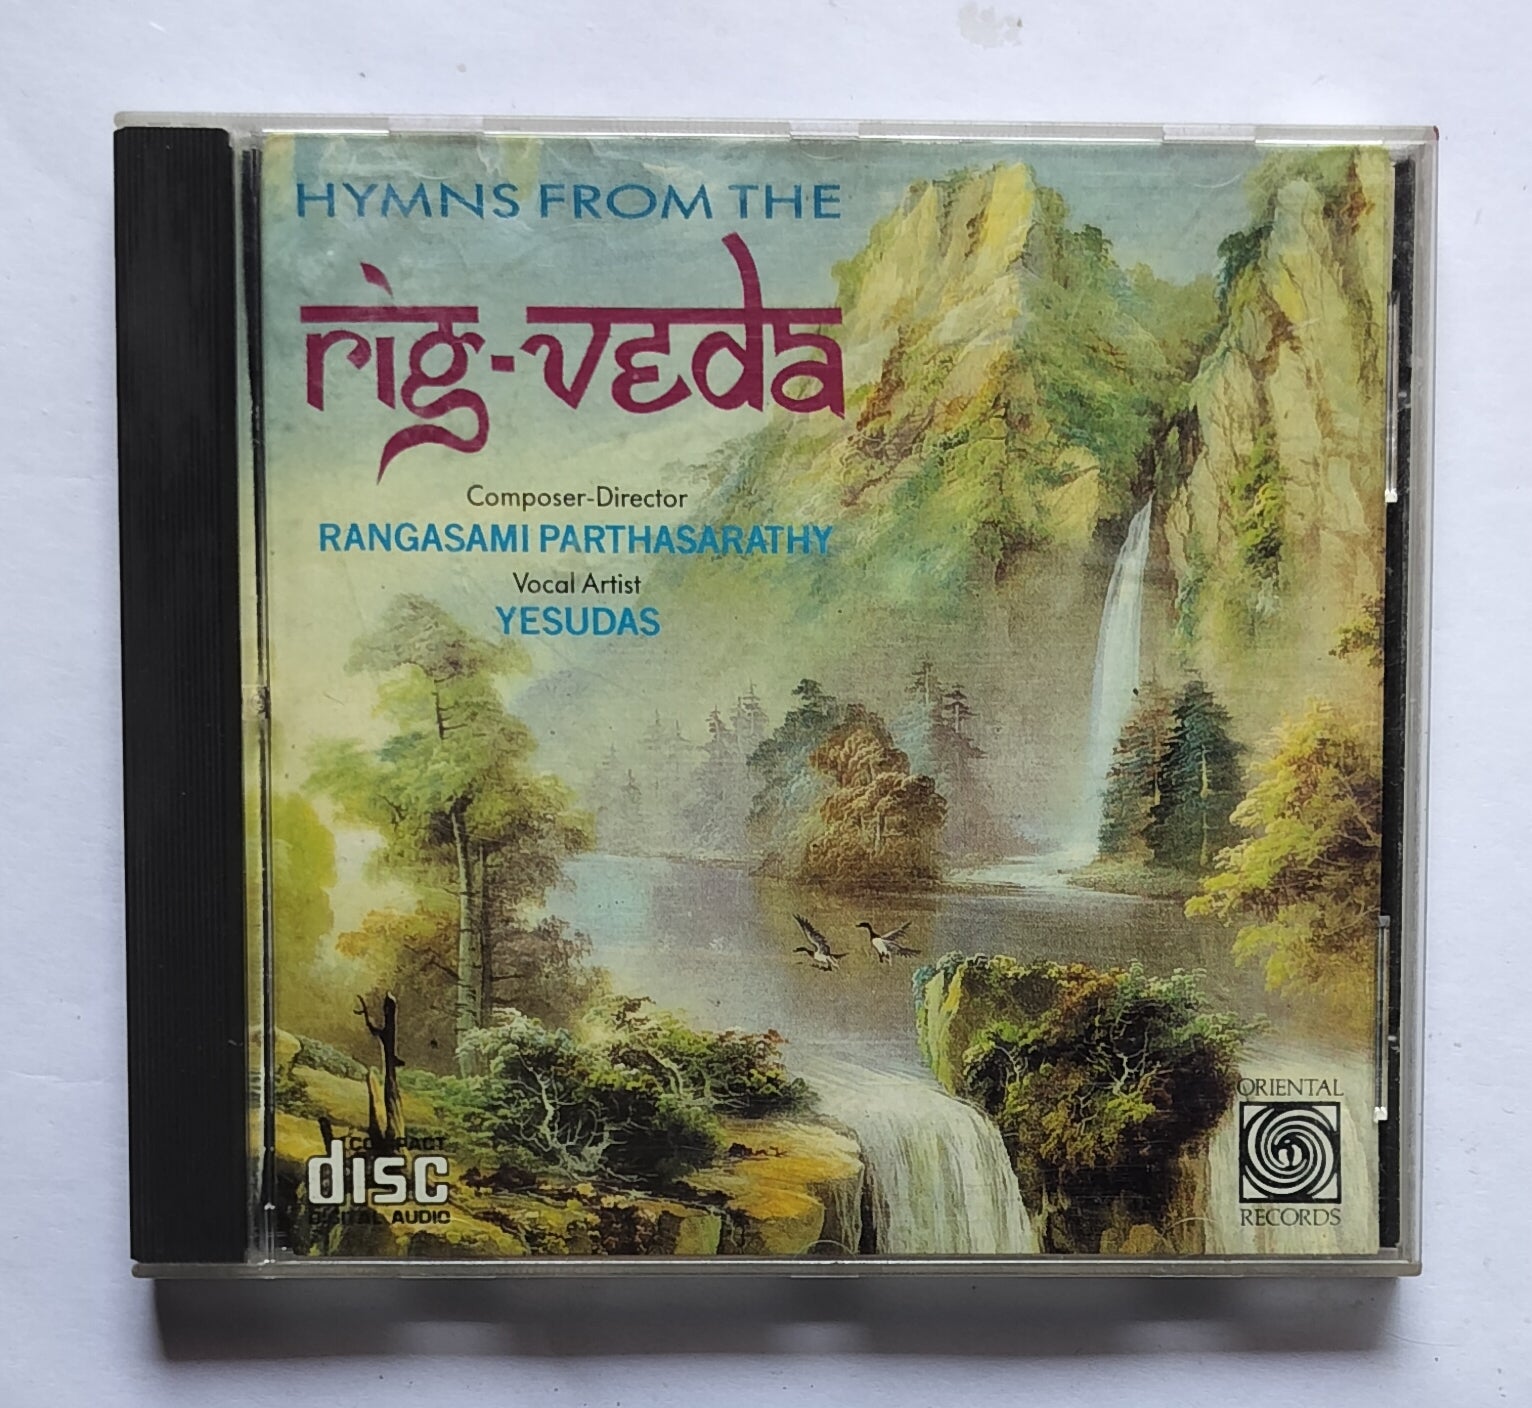 HYMNS FROM THE
rig-veda
Composer-Director
RANGASAMI PARTHASARATHY
Vocal Artist
YESUDAS
COMPACT
disc
DIGITAL AUDIO
ORIENTAL
RECORDS